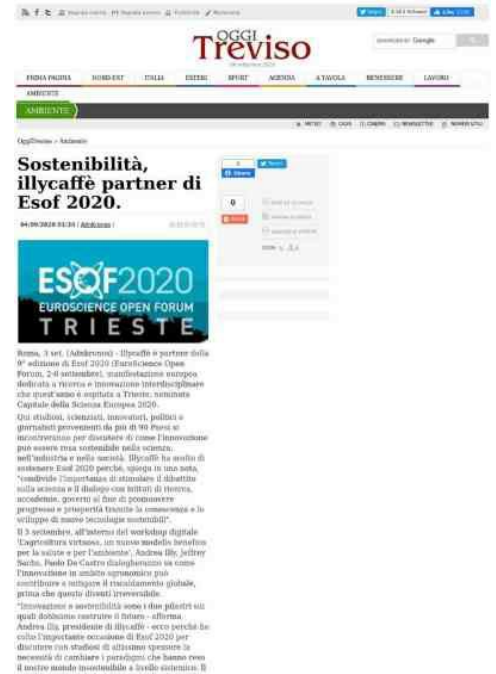 OGGI
Treviso
PRIMA PAGINA NORD-EST ITALIA ESTERI SPORT AGENDA A TAVOLA BENESSERE LAVORO
AMBIENTE
AMBIENTE
OggiTreviso > Ambiente
Sostenibilità,
illycaffè partner di
Esof 2020.
04/09/2020 | AdnKronos |
ESOF2020
EUROSCIENCE OPEN FORUM
TRIESTE
Roma, 3 set. (Adnkronos) - Illycaffè è partner della
9° edizione di Esof 2020 (EuroScience Open
Forum, 2-6 settembre), manifestazione europea
dedicata a ricerca e innovazione interdisciplinare
che quest'anno è ospitata a Trieste, nominata
Capitale della Scienza Europea 2020.
Qui studiosi, scienziati, innovatori, politici e
giornalisti provenienti da più di 90 Paesi si
incontreranno per discutere di come l'innovazione
può essere resa sostenibile nella scienza,
nell'industria e nella società. Illycaffè ha scelto di
sostenere Esof 2020 perché, spiega in una nota,
"condivide l'importanza di stimolare il dibattito
sulla scienza e il dialogo con istituti di ricerca,
accademie, governi al fine di promuovere
progresso e prosperità tramite la conoscenza e lo
sviluppo di nuove tecnologie sostenibili".
Il 5 settembre, all'interno del workshop digitale
'L'agricoltura virtuosa, un nuovo modello benefico
per la salute e per l'ambiente', Andrea Illy, Jeffrey
Sachs, Paolo De Castro dialogheranno su come
l'innovazione in ambito agronomico può
contribuire a mitigare il riscaldamento globale,
prima che questo diventi irreversibile.
"Innovazione e sostenibilità sono i due pilastri sui
quali dobbiamo costruire il futuro - afferma
Andrea Illy, presidente di illycaffè - ecco perché ho
colto l'importante occasione di Esof 2020 per
discutere con studiosi di altissimo spessore la
necessità di cambiare i paradigmi che hanno reso
il nostro mondo insostenibile a livello sistemico. Il